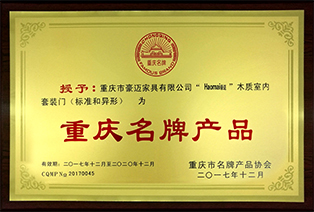 CHONGQING
重庆名牌
FAMOUS BRAND
授予：重庆市豪迈家具有限公司“Haomaijiaju”木质室内
套装门（标准和异形） 为
重庆名牌产品
有效期：二〇一七年十二月至二〇二〇年十二月
CQMP No 20170045
重庆市名牌产品协会
二〇一七年十二月